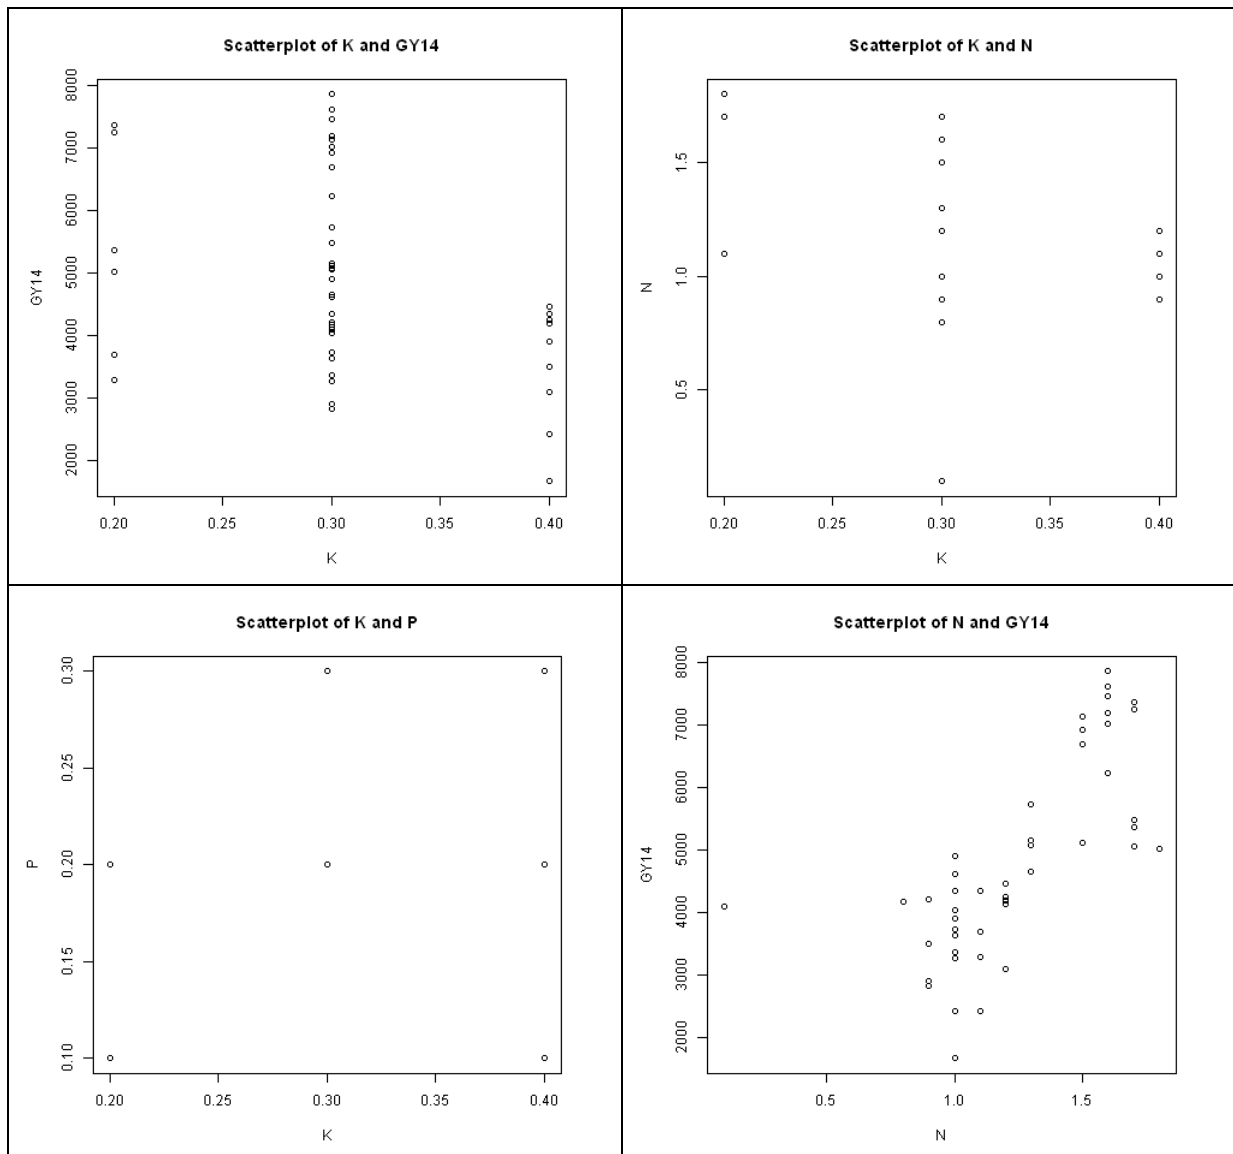 Scatterplot of K and GY14
8000
7000
6000
5000
4000
3000
2000
GY14
0.20 0.25 0.30 0.35 0.40
K
Scatterplot of K and N
1.5
1.0
0.5
N
0.20 0.25 0.30 0.35 0.40
K
Scatterplot of K and P
0.30
0.25
0.20
0.15
0.10
P
0.20 0.25 0.30 0.35 0.40
K
Scatterplot of N and GY14
8000
7000
6000
5000
4000
3000
2000
GY14
0.5 1.0 1.5
N